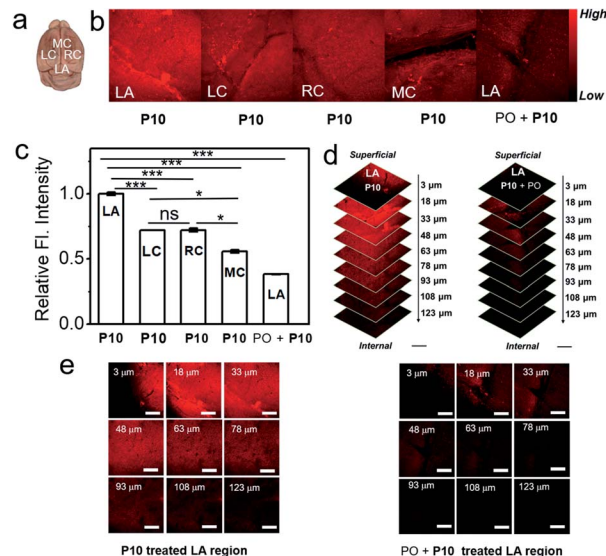 a
MC
LC RC
LA
b
LA
LC
RC
MC
LA
High
Low
P10
P10
P10
P10
PO + P10
c
Relative Fl. Intensity
1.0
0.5
0.0
***
***
***
***
*
ns
*
LA
LC
RC
MC
LA
P10 P10 P10 P10 PO + P10
d
Superficial
LA
P10
3 µm
18 µm
33 µm
48 µm
63 µm
78 µm
93 µm
108 µm
123 µm
Internal
Superficial
LA
P10 + PO
3 µm
18 µm
33 µm
48 µm
63 µm
78 µm
93 µm
108 µm
123 µm
Internal
e
3 µm 18 µm 33 µm
48 µm 63 µm 78 µm
93 µm 108 µm 123 µm
P10 treated LA region
3 µm 18 µm 33 µm
48 µm 63 µm 78 µm
93 µm 108 µm 123 µm
PO + P10 treated LA region